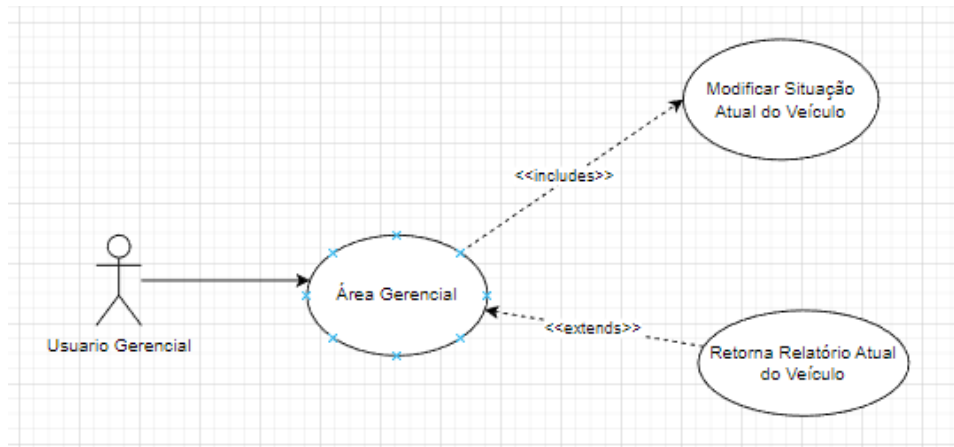 Modificar Situação
Atual do Veículo
<<includes>>
Área Gerencial
<<extends>>
Usuario Gerencial
Retorna Relatório Atual
do Veículo